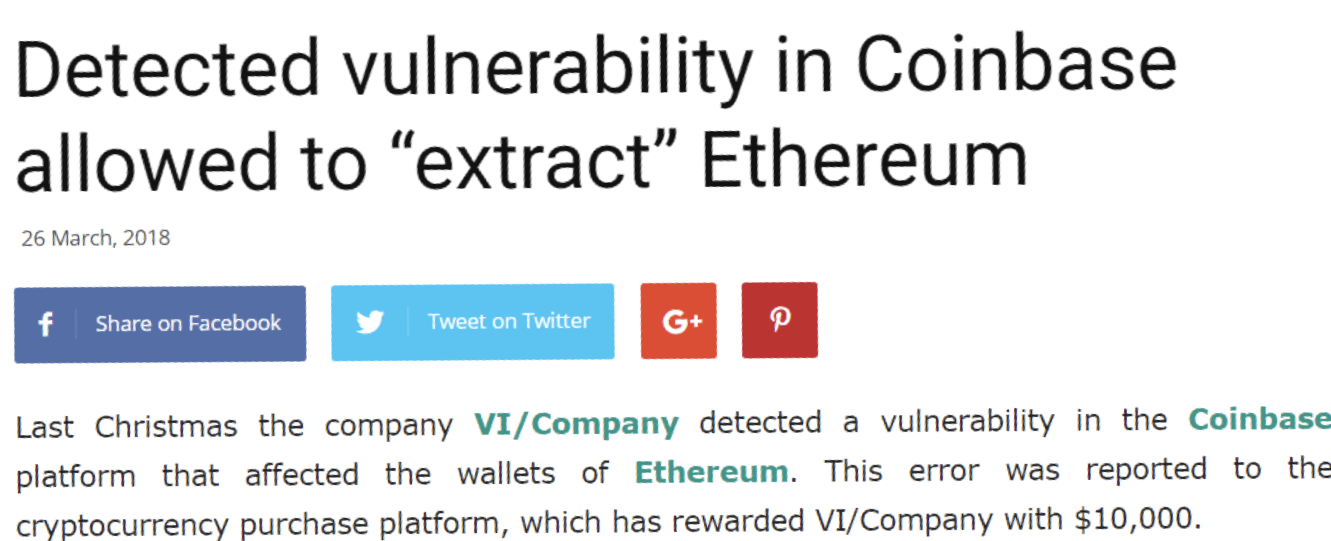 Detected vulnerability in Coinbase
allowed to “extract” Ethereum
26 March, 2018
f Share on Facebook Tweet on Twitter G+
Last Christmas the company VI/Company detected a vulnerability in the Coinbase
platform that affected the wallets of Ethereum. This error was reported to the
cryptocurrency purchase platform, which has rewarded VI/Company with $10,000.